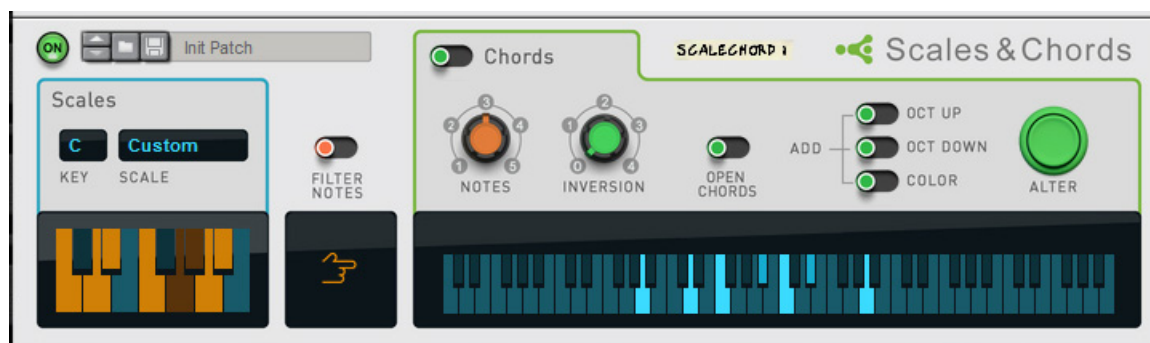 ON
Init Patch
Chords
SCALECHORD 1
Scales & Chords
Scales
C
Custom
KEY
SCALE
FILTER
NOTES
0
1
2
3
4
5
NOTES
0
1
2
3
4
INVERSION
OPEN
CHORDS
ADD
OCT UP
OCT DOWN
COLOR
ALTER